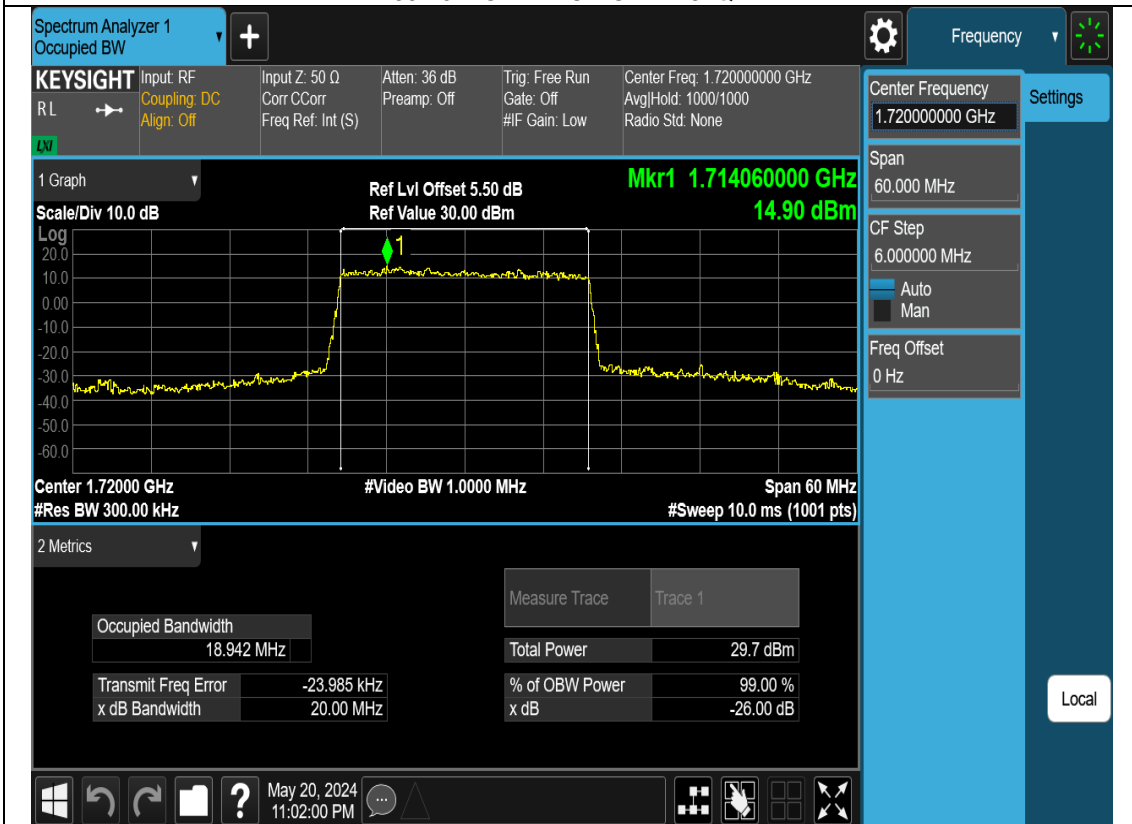 Spectrum Analyzer 1
Occupied BW
+
Frequency
KEYSIGHT
R L
LXI
Input: RF
Coupling: DC
Align: Off
Input Z: 50 Ω
Corr CCorr
Freq Ref: Int (S)
Atten: 36 dB
Preamp: Off
Trig: Free Run
Gate: Off
#IF Gain: Low
Center Freq: 1.720000000 GHz
Avg|Hold: 1000/1000
Radio Std: None
Center Frequency
1.720000000 GHz
Settings
Span
60.000 MHz
CF Step
6.000000 MHz
Auto
Man
Freq Offset
0 Hz
Local
1 Graph
Scale/Div 10.0 dB
Ref Lvl Offset 5.50 dB
Ref Value 30.00 dBm
Mkr1 1.714060000 GHz
14.90 dBm
Log
1
20.0
10.0
0.00
-10.0
-20.0
-30.0
-40.0
-50.0
-60.0
Center 1.72000 GHz
#Video BW 1.0000 MHz
Span 60 MHz
#Res BW 300.00 kHz
#Sweep 10.0 ms (1001 pts)
2 Metrics
Measure Trace Trace 1
Occupied Bandwidth
18.942 MHz
Total Power 29.7 dBm
Transmit Freq Error -23.985 kHz
% of OBW Power 99.00 %
x dB Bandwidth 20.00 MHz
x dB -26.00 dB
?
May 20, 2024
11:02:00 PM